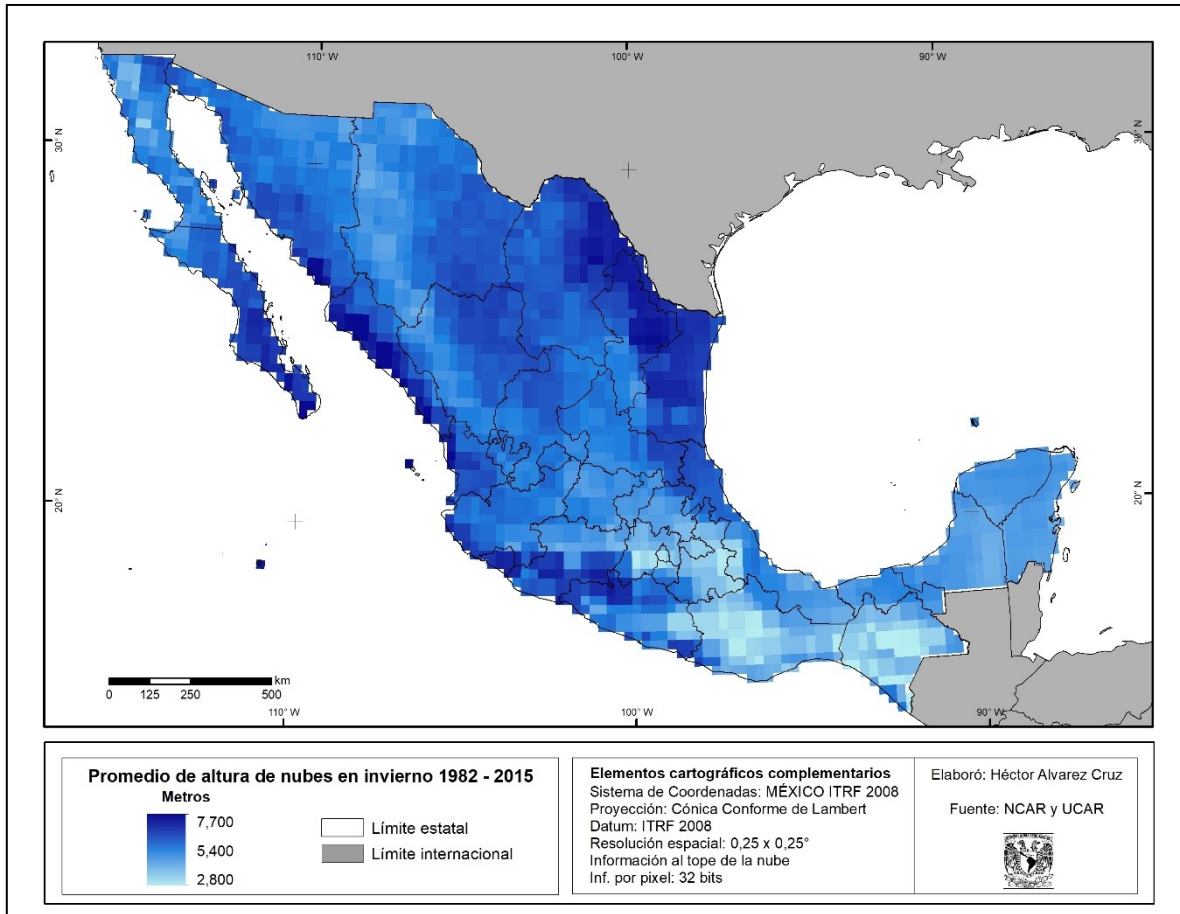 110° W
100° W
90° W
30° N
30° N
20° N
20° N
km
0 125 250 500
110° W
100° W
90° W
Promedio de altura de nubes en invierno 1982 - 2015
Metros
7,700
5,400
2,800
Límite estatal
Límite internacional
Elementos cartográficos complementarios
Sistema de Coordenadas: MÉXICO ITRF 2008
Proyección: Cónica Conforme de Lambert
Datum: ITRF 2008
Resolución espacial: 0,25 x 0,25°
Información al tope de la nube
Inf. por pixel: 32 bits
Elaboró: Héctor Alvarez Cruz
Fuente: NCAR y UCAR